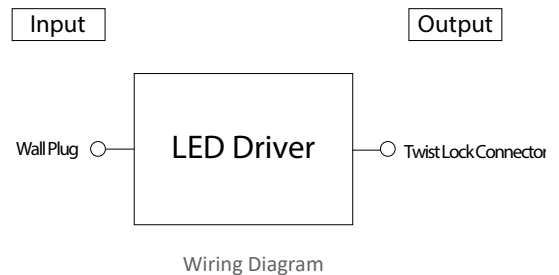 Input
Output
Wall Plug
LED Driver
Twist Lock Connector
Wiring Diagram